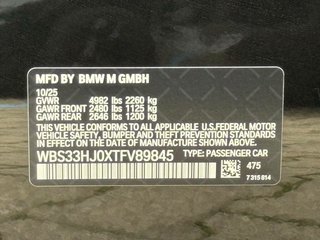 MFD BY BMW M GMBH
10/25
GVWR 4982 lbs 2260 kg
GAWR FRONT 2480 lbs 1125 kg
GAWR REAR 2646 lbs 1200 kg
THIS VEHICLE CONFORMS TO ALL APPLICABLE U.S. FEDERAL MOTOR
VEHICLE SAFETY, BUMPER, AND THEFT PREVENTION STANDARDS
IN EFFECT ON THE DATE OF MANUFACTURE SHOWN ABOVE.
WBS33HJ0XTFV89845 TYPE: PASSENGER CAR
475
7 315 814